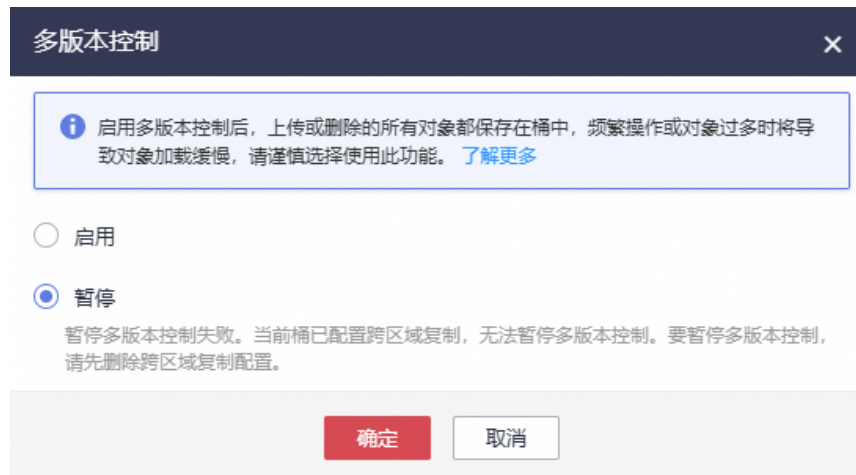 多版本控制
启用多版本控制后，上传或删除的所有对象都保存在桶中，频繁操作或对象过多时将导
致对象加载缓慢，请谨慎选择使用此功能。 了解更多
启用
暂停
暂停多版本控制失败。当前桶已配置跨区域复制，无法暂停多版本控制。要暂停多版本控制，
请先删除跨区域复制配置。
确定 取消